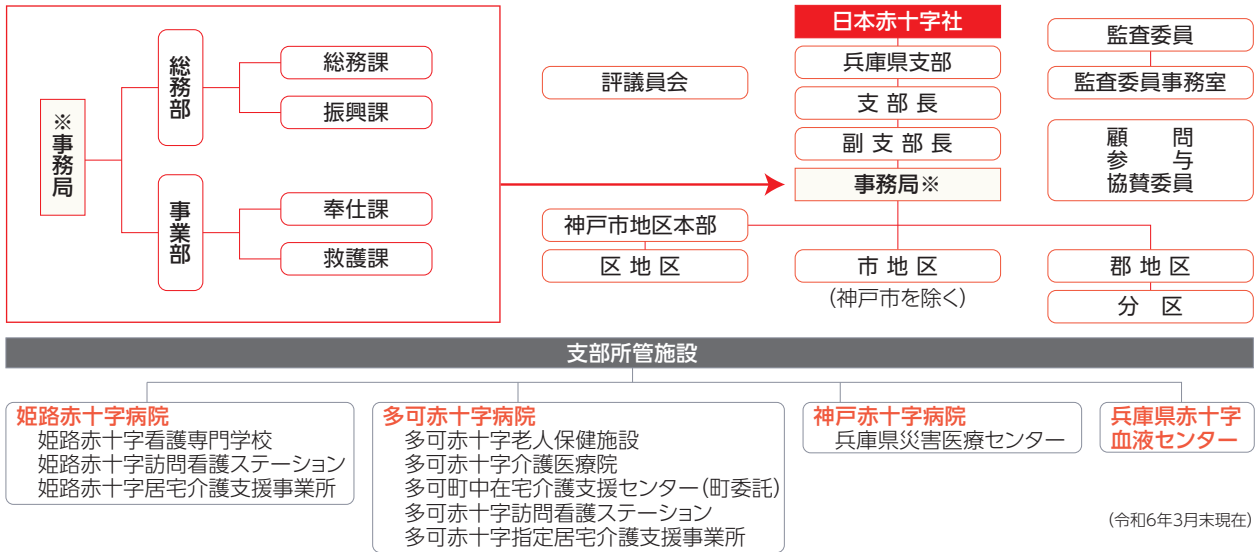 ※事務局
総務部
総務課
振興課
事業部
奉仕課
救護課
評議員会
日本赤十字社
兵庫県支部
支部長
副支部長
事務局※
監査委員
監査委員事務室
顧　問
参　与
協賛委員
神戸市地区本部
区地区
市地区
(神戸市を除く)
郡地区
分　区
支部所管施設
姫路赤十字病院
姫路赤十字看護専門学校
姫路赤十字訪問看護ステーション
姫路赤十字居宅介護支援事業所
多可赤十字病院
多可赤十字老人保健施設
多可赤十字介護医療院
多可町中在宅介護支援センター(町委託)
多可赤十字訪問看護ステーション
多可赤十字指定居宅介護支援事業所
神戸赤十字病院
兵庫県災害医療センター
兵庫県赤十字
血液センター
(令和6年3月末現在)